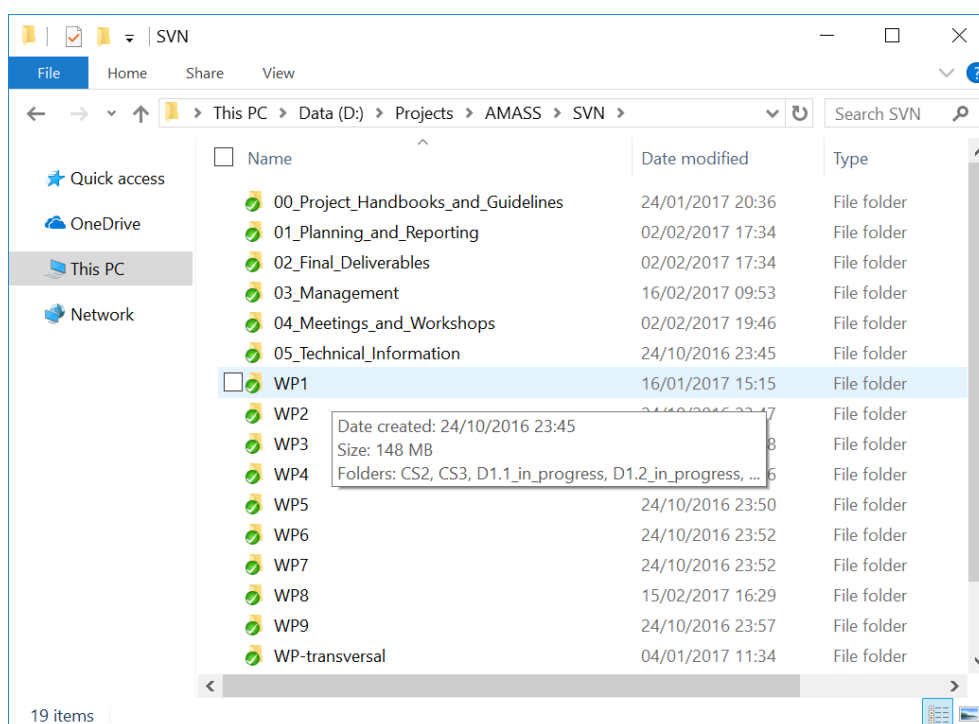 SVN
File Home Share View
This PC > Data (D:) > Projects > AMASS > SVN >
Search SVN
Quick access
OneDrive
This PC
Network
Name Date modified Type
00_Project_Handbooks_and_Guidelines 24/01/2017 20:36 File folder
01_Planning_and_Reporting 02/02/2017 17:34 File folder
02_Final_Deliverables 02/02/2017 17:34 File folder
03_Management 16/02/2017 09:53 File folder
04_Meetings_and_Workshops 02/02/2017 19:46 File folder
05_Technical_Information 24/10/2016 23:45 File folder
WP1 16/01/2017 15:15 File folder
WP2 File folder
Date created: 24/10/2016 23:45
WP3 8 File folder
Size: 148 MB
WP4 6 File folder
Folders: CS2, CS3, D1.1_in_progress, D1.2_in_progress, ...
WP5 24/10/2016 23:50 File folder
WP6 24/10/2016 23:52 File folder
WP7 24/10/2016 23:52 File folder
WP8 15/02/2017 16:29 File folder
WP9 24/10/2016 23:57 File folder
WP-transversal 04/01/2017 11:34 File folder
19 items